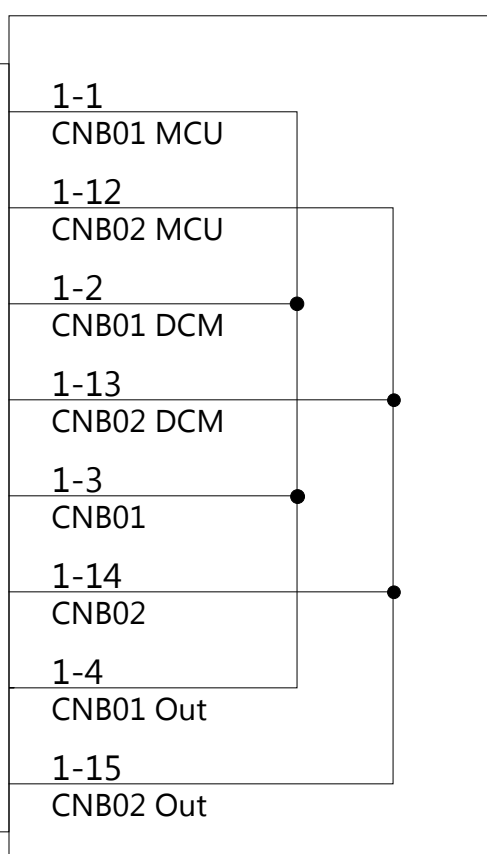 1-1
CNB01 MCU
1-12
CNB02 MCU
1-2
CNB01 DCM
1-13
CNB02 DCM
1-3
CNB01
1-14
CNB02
1-4
CNB01 Out
1-15
CNB02 Out